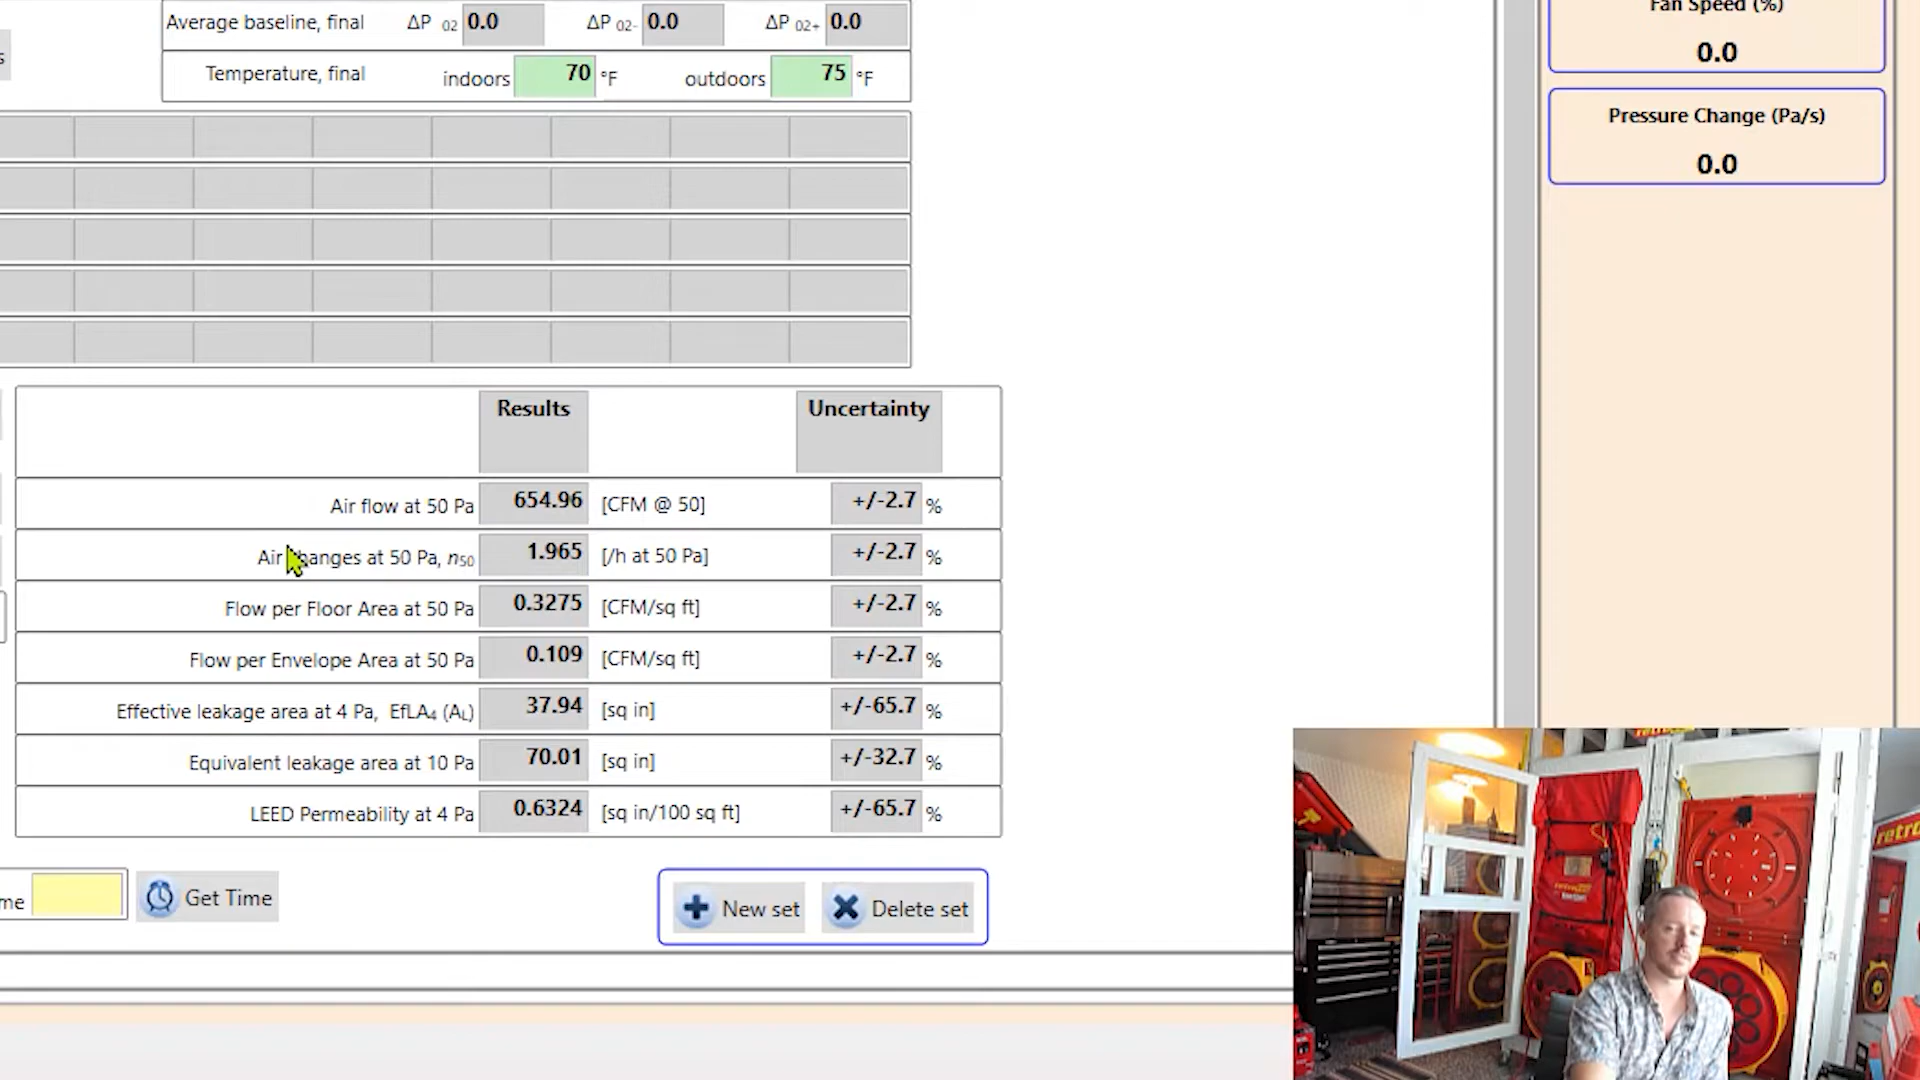 Average baseline, final ΔP 02 0.0 ΔP 02- 0.0 ΔP 02+ 0.0
Temperature, final indoors 70 °F outdoors 75 °F
Fan Speed (%)
0.0
Pressure Change (Pa/s)
0.0
Results Uncertainty
Air flow at 50 Pa 654.96 [CFM @ 50] +/-2.7 %
Air changes at 50 Pa, n50 1.965 [/h at 50 Pa] +/-2.7 %
Flow per Floor Area at 50 Pa 0.3275 [CFM/sq ft] +/-2.7 %
Flow per Envelope Area at 50 Pa 0.109 [CFM/sq ft] +/-2.7 %
Effective leakage area at 4 Pa, EfLA4 (AL) 37.94 [sq in] +/-65.7 %
Equivalent leakage area at 10 Pa 70.01 [sq in] +/-32.7 %
LEED Permeability at 4 Pa 0.6324 [sq in/100 sq ft] +/-65.7 %
me Get Time New set Delete set
retro